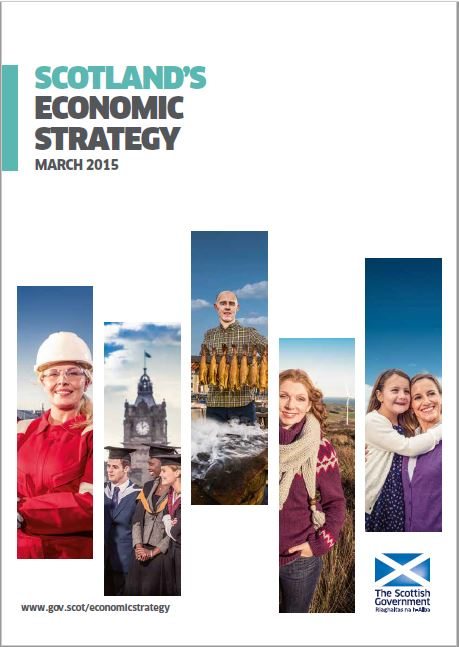 SCOTLAND'S
ECONOMIC
STRATEGY
MARCH 2015
www.gov.scot/economicstrategy
The Scottish
Government
Riaghaltas na h-Alba